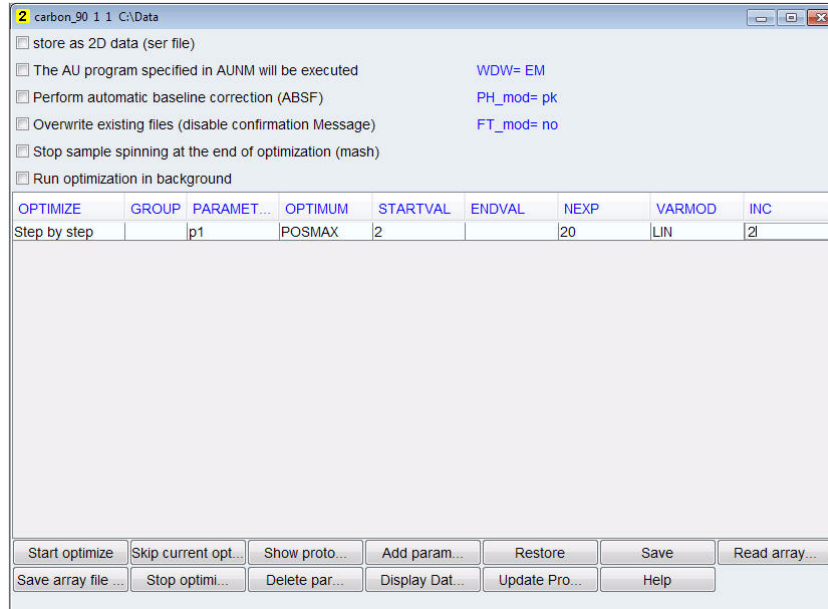 2 carbon_90 1 1 C:\Data
store as 2D data (ser file)
The AU program specified in AUNM will be executed WDW= EM
Perform automatic baseline correction (ABSF) PH_mod= pk
Overwrite existing files (disable confirmation Message) FT_mod= no
Stop sample spinning at the end of optimization (mash)
Run optimization in background
OPTIMIZE GROUP PARAMET... OPTIMUM STARTVAL ENDVAL NEXP VARMOD INC
Step by step p1 POSMAX 2 20 LIN 2
Start optimize Skip current opt... Show proto... Add param... Restore Save Read array...
Save array file ... Stop optimi... Delete par... Display Dat... Update Pro... Help